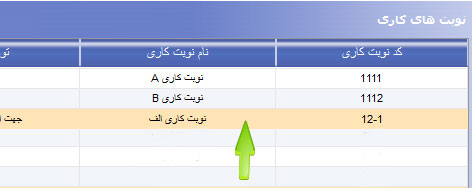 نوبت های کاری
کد نوبت کاری نام نوبت کاری
1111 نوبت کاری A
1112 نوبت کاری B
12-1 نوبت کاری الف جهت